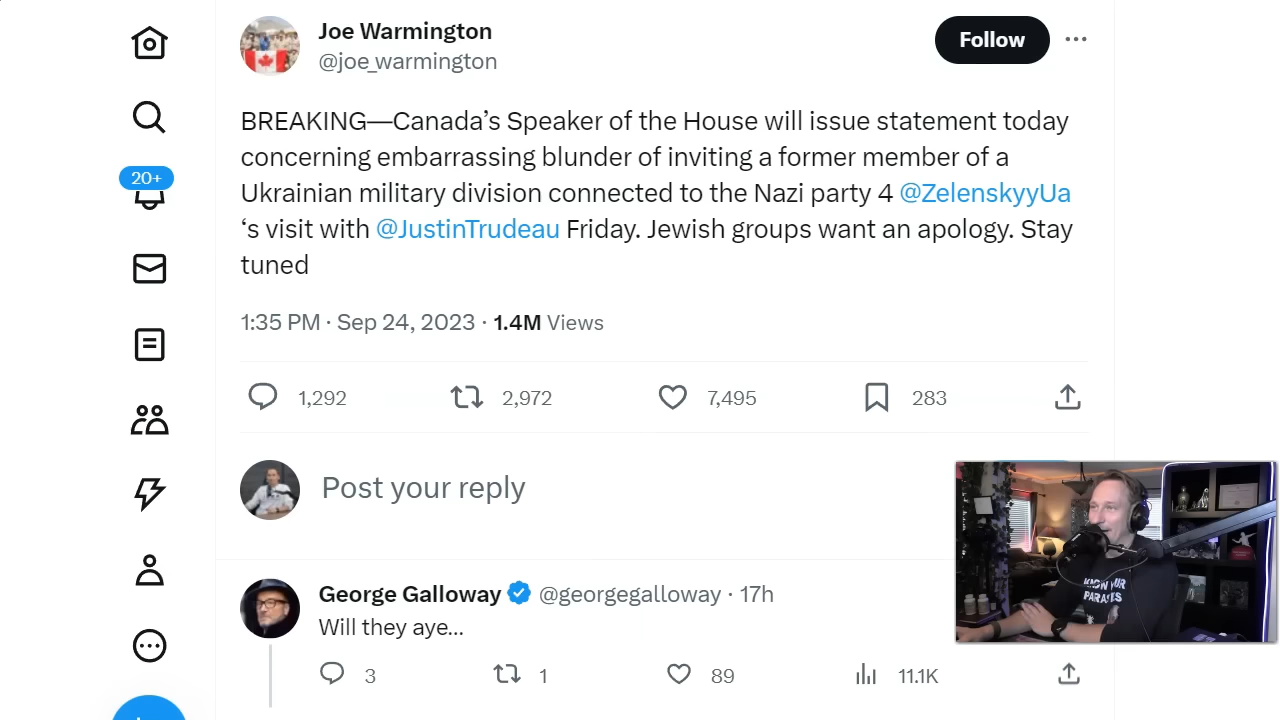 Joe Warmington
@joe_warmington
Follow
BREAKING—Canada’s Speaker of the House will issue statement today
concerning embarrassing blunder of inviting a former member of a
Ukrainian military division connected to the Nazi party 4 @ZelenskyyUa
‘s visit with @JustinTrudeau Friday. Jewish groups want an apology. Stay
tuned
20+
1:35 PM · Sep 24, 2023 · 1.4M Views
1,292 2,972 7,495 283
Post your reply
George Galloway @georgegalloway · 17h
Will they aye...
3 1 89 11.1K
KNOW YOUR